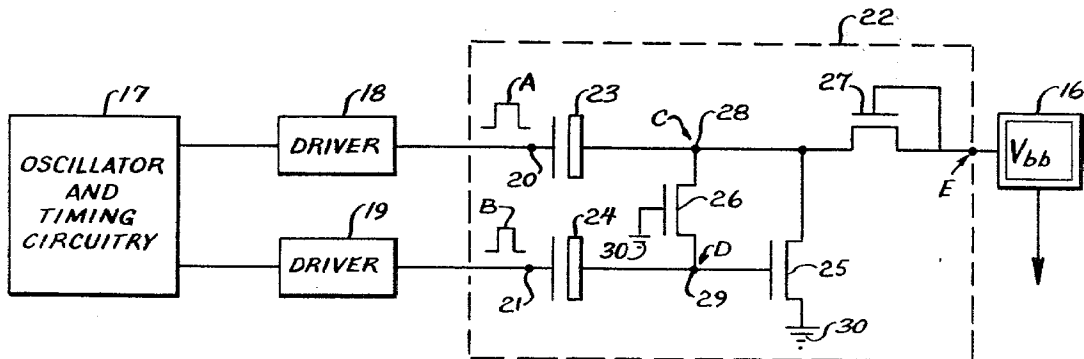 22
17
18
A
23
27
16
OSCILLATOR
AND
TIMING
CIRCUITRY
DRIVER
C
28
20
E
Vbb
19
B
24
26
30
D
DRIVER
21
29
25
30